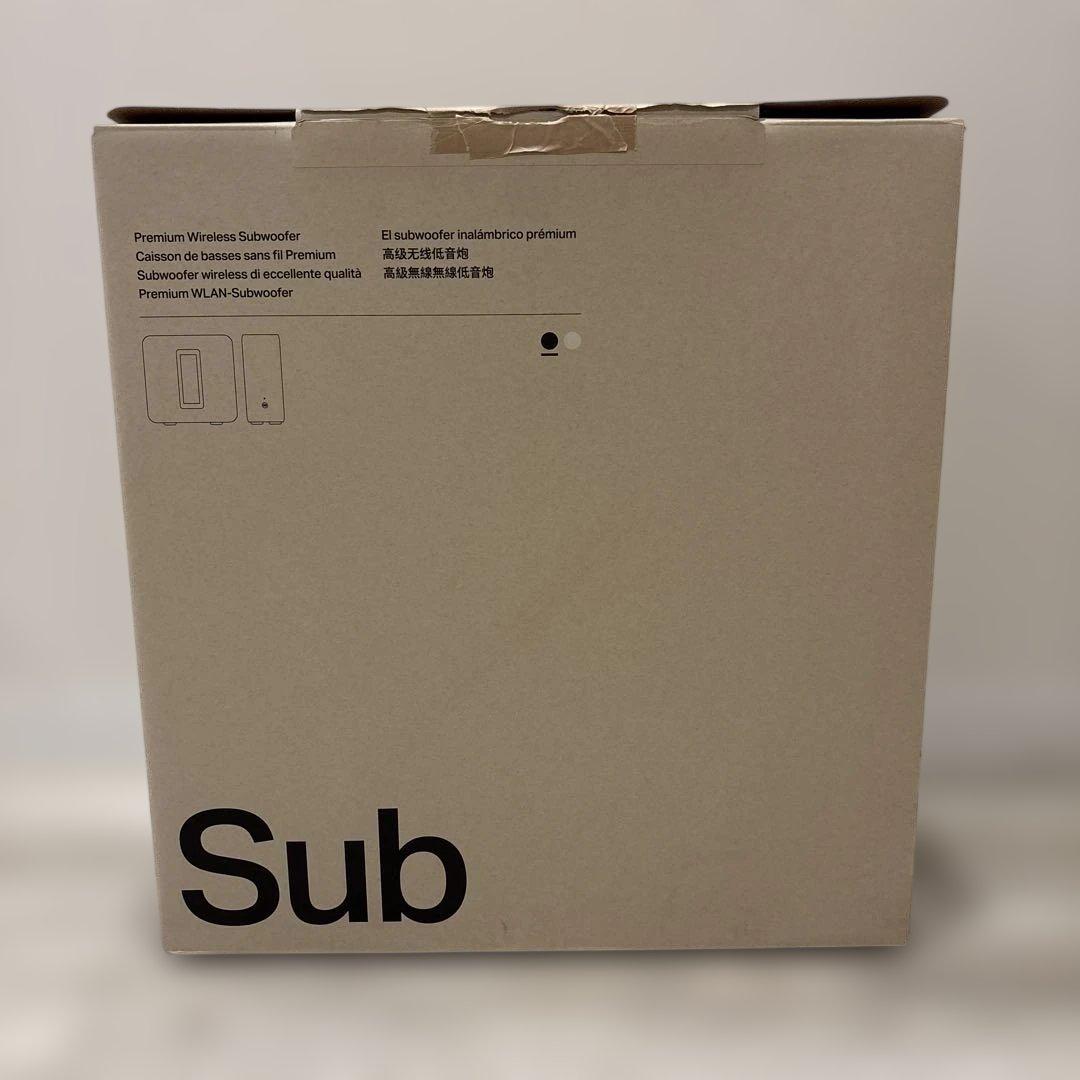 Premium Wireless Subwoofer
Caisson de basses sans fil Premium
Subwoofer wireless di eccellente qualità
Premium WLAN-Subwoofer
El subwoofer inalámbrico prémium
高级无线低音炮
高級無線無線低音炮
Sub